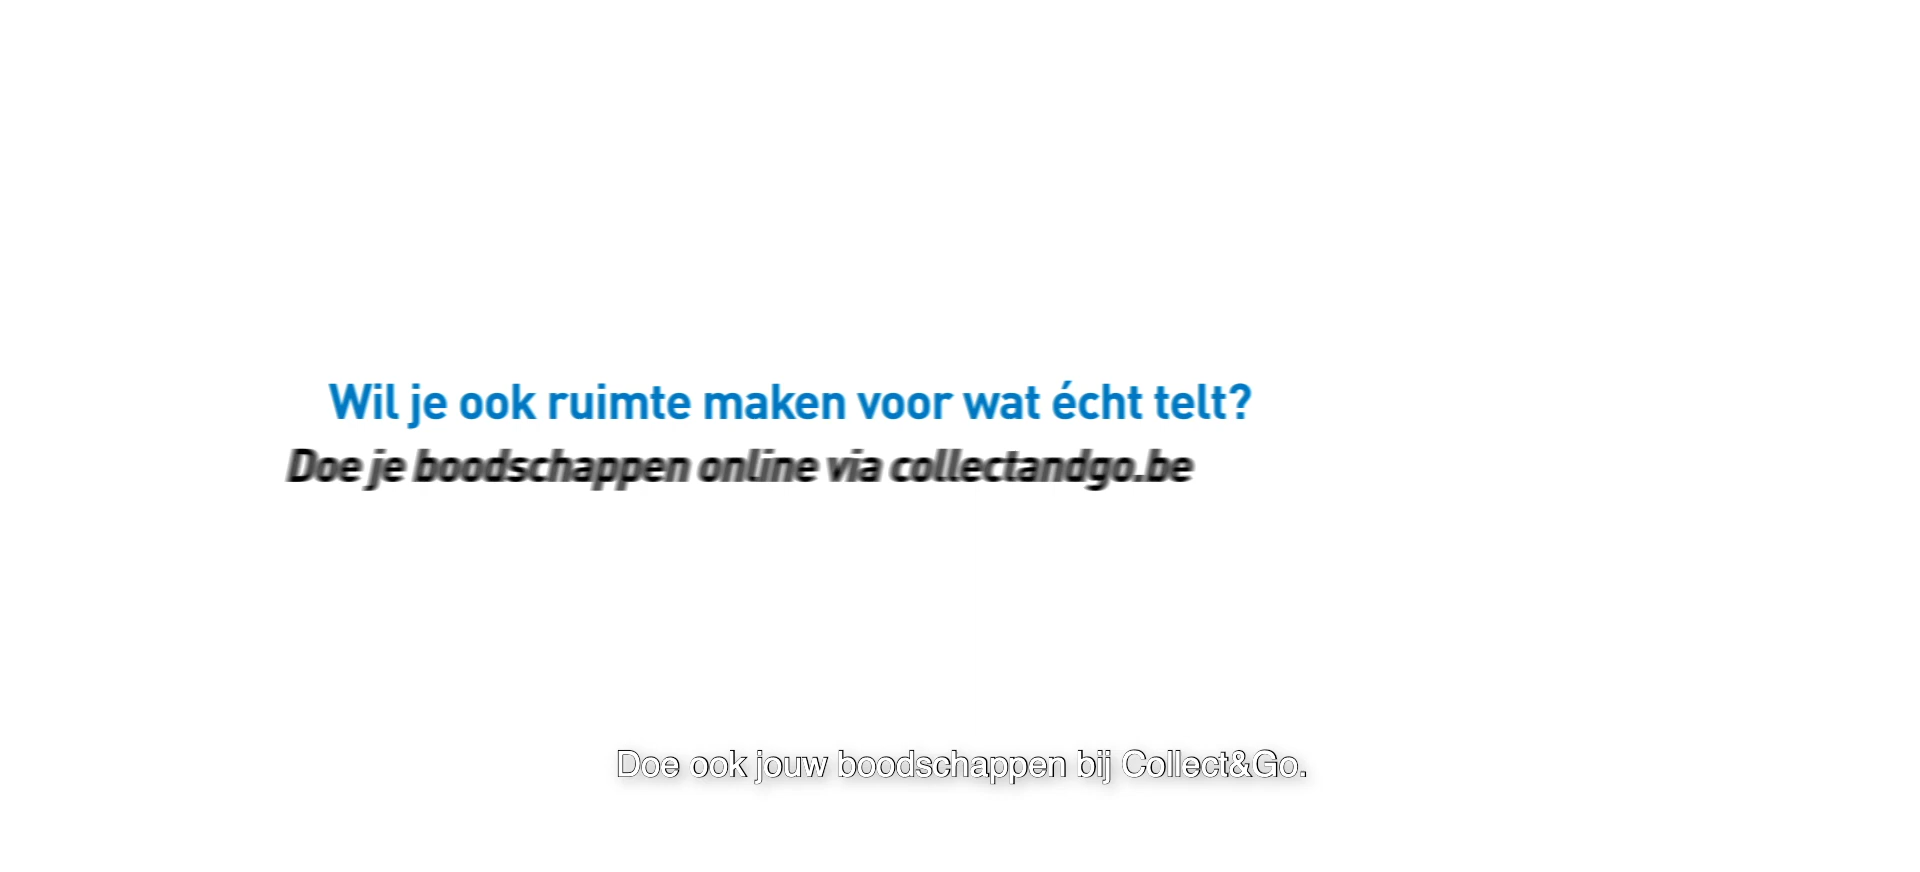 Wil je ook ruimte maken voor wat écht telt?
Doe je boodschappen online via collectandgo.be
Doe ook jouw boodschappen bij Collect&Go.